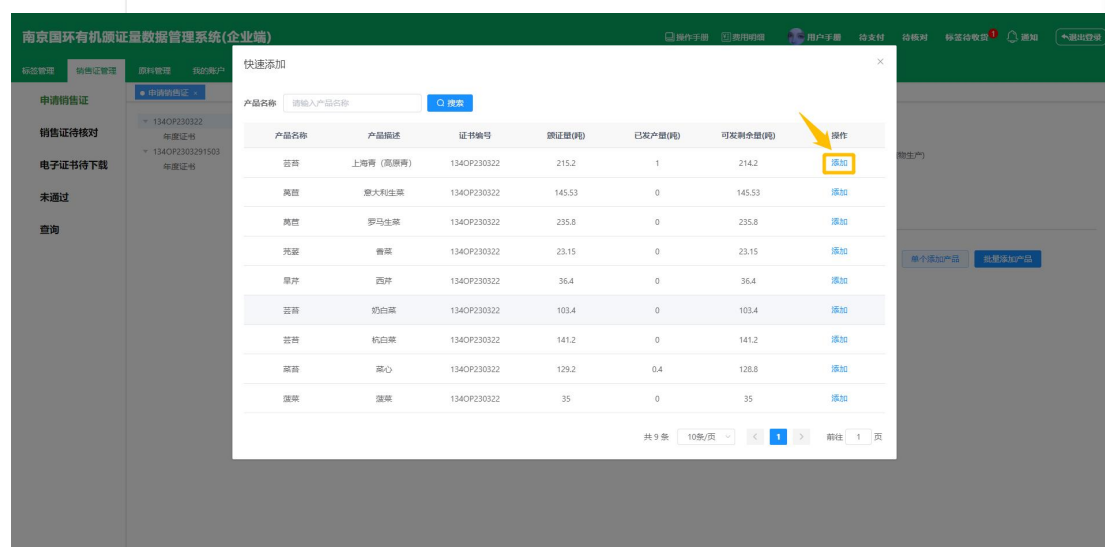 南京国环有机颁证量数据管理系统(企业端)
操作手册 费用明细 用户手册 待支付 待核对 标签待收货 1 通知 退出登录
标签管理 销售证管理 原料管理 我的账户
申请销售证
销售证待核对
电子证书待下载
未通过
查询
申请销售证 ×
134OP230322
年度证书
134OP2303291503
年度证书
快速添加 ×
产品名称 请输入产品名称 搜索
产品名称 产品描述 证书编号 颁证量(吨) 已发产量(吨) 可发剩余量(吨) 操作
芸苔 上海青（高原青） 134OP230322 215.2 1 214.2 添加
莴苣 意大利生菜 134OP230322 145.53 0 145.53 添加
莴苣 罗马生菜 134OP230322 235.8 0 235.8 添加
芫荽 香菜 134OP230322 23.15 0 23.15 添加
旱芹 西芹 134OP230322 36.4 0 36.4 添加
芸苔 奶白菜 134OP230322 103.4 0 103.4 添加
芸苔 杭白菜 134OP230322 141.2 0 141.2 添加
菜苔 菜心 134OP230322 129.2 0.4 128.8 添加
菠菜 菠菜 134OP230322 35 0 35 添加
共 9 条 10条/页 < 1 > 前往 1 页
物生产)
单个添加产品 批量添加产品